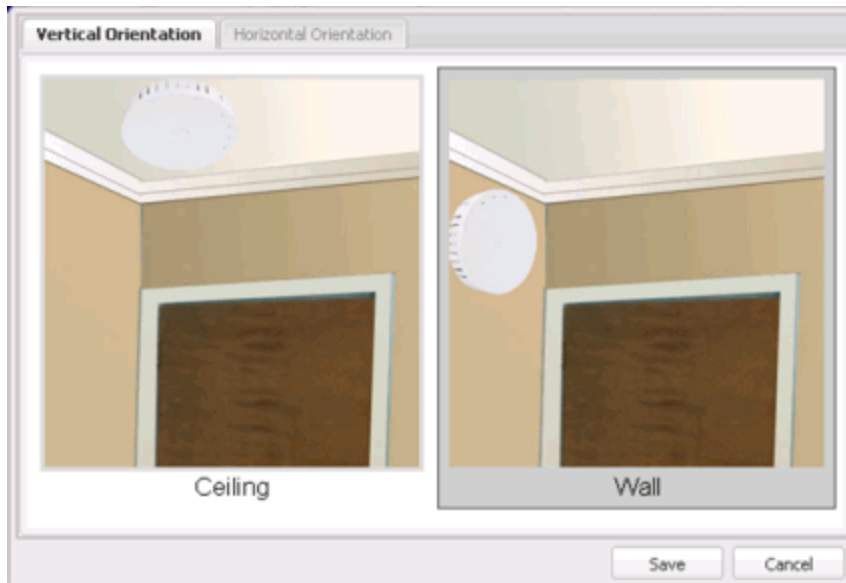 Vertical Orientation
Horizontal Orientation
Ceiling
Wall
Save
Cancel